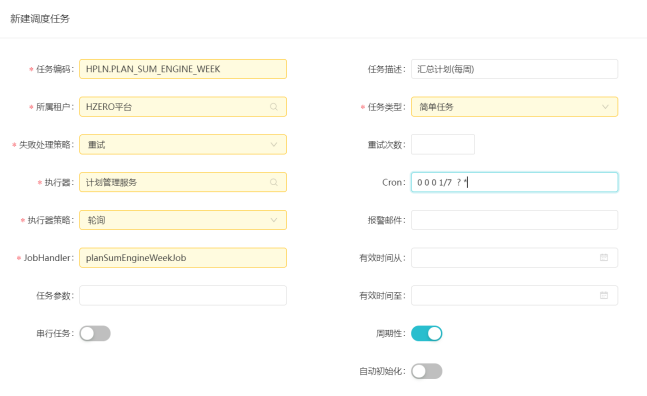 新建调度任务
* 任务编码: HPLN.PLAN_SUM_ENGINE_WEEK
任务描述: 汇总计划(每周)
* 所属租户: HZERO平台
* 任务类型: 简单任务
* 失败处理策略: 重试
重试次数:
* 执行器: 计划管理服务
Cron: 0 0 0 1/7 ? *
* 执行器策略: 轮询
报警邮件:
* JobHandler: planSumEngineWeekJob
有效时间从:
任务参数:
有效时间至:
串行任务:
周期性:
自动初始化: